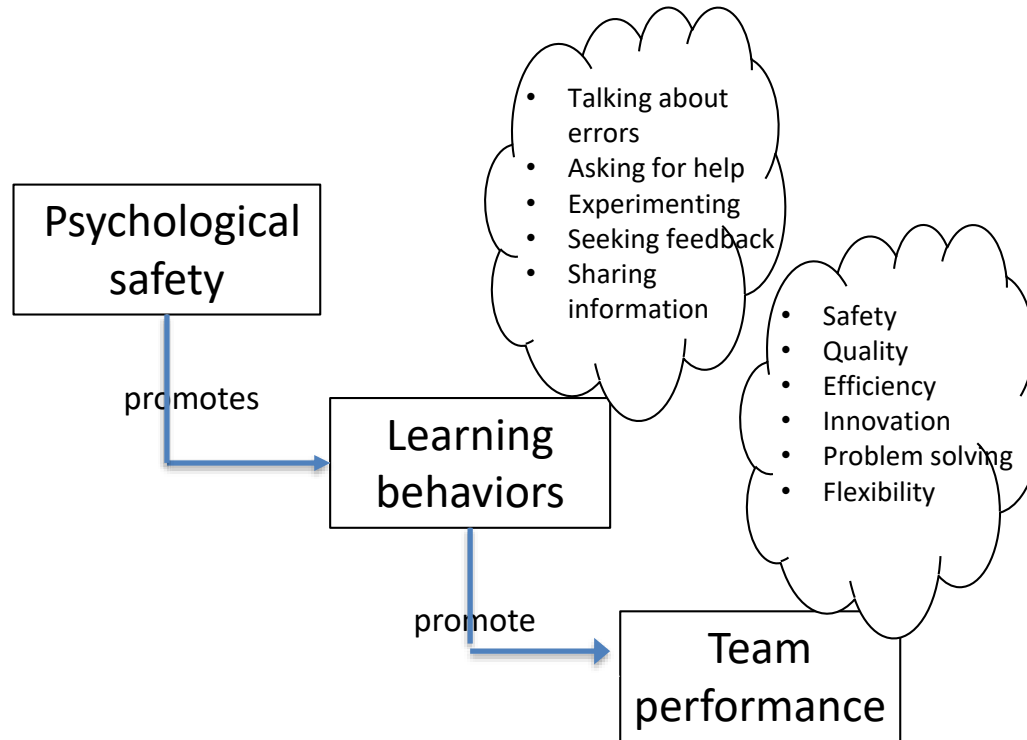 • Talking about
errors
• Asking for help
• Experimenting
• Seeking feedback
• Sharing
information
Psychological
safety
• Safety
• Quality
• Efficiency
• Innovation
• Problem solving
• Flexibility
promotes
Learning
behaviors
promote
Team
performance